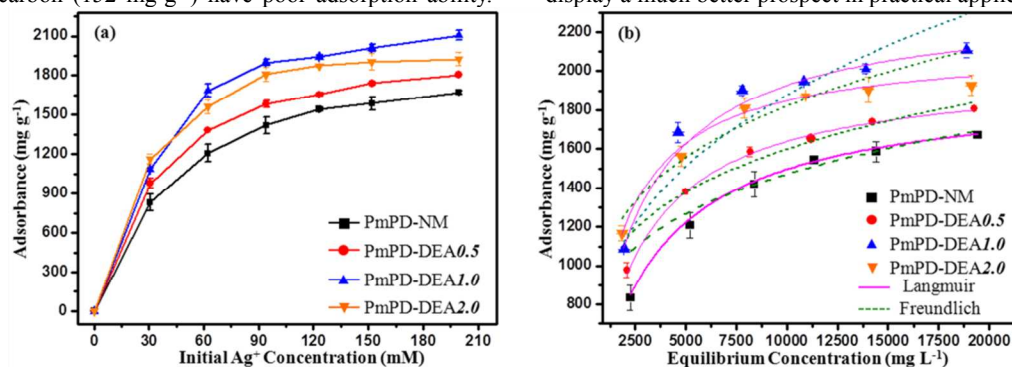 carbon (132 mg g⁻¹) have poor adsorption ability.
display a much better prospect in practical applic
(a)
2100
1800
1500
1200
900
600
300
0
Adsorbance (mg g⁻¹)
PmPD-NM
PmPD-DEA0.5
PmPD-DEA1.0
PmPD-DEA2.0
0 30 60 90 120 150 180 210
Initial Ag⁺ Concentration (mM)
(b)
2200
2000
1800
1600
1400
1200
1000
800
Adsorbance (mg g⁻¹)
PmPD-NM
PmPD-DEA0.5
PmPD-DEA1.0
PmPD-DEA2.0
Langmuir
Freundlich
2500 5000 7500 10000 12500 15000 17500 20000
Equilibrium Concentration (mg L⁻¹)